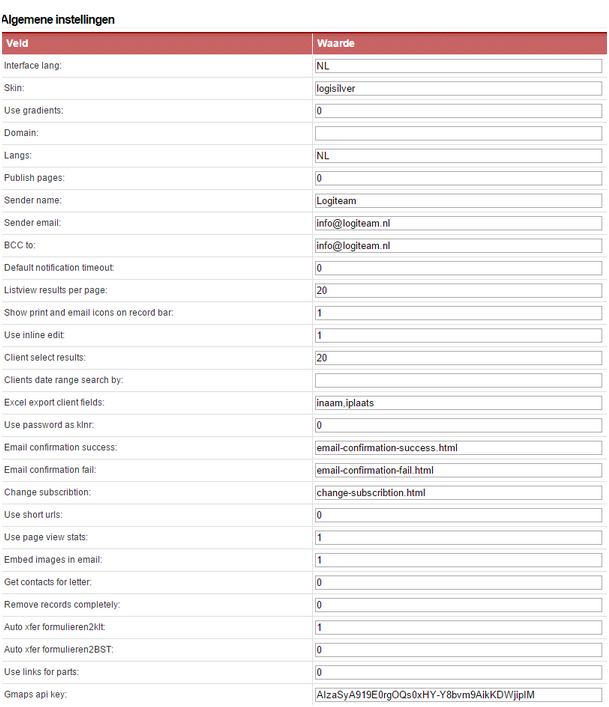 Algemene instellingen
Veld Waarde
Interface lang: NL
Skin: logisilver
Use gradients: 0
Domain:
Langs: NL
Publish pages: 0
Sender name: Logiteam
Sender email: info@logiteam.nl
BCC to: info@logiteam.nl
Default notification timeout: 0
Listview results per page: 20
Show print and email icons on record bar: 1
Use inline edit: 1
Client select results: 20
Clients date range search by:
Excel export client fields: inaam,iplaats
Use password as klnr: 0
Email confirmation success: email-confirmation-success.html
Email confirmation fail: email-confirmation-fail.html
Change subscribtion: change-subscribtion.html
Use short urls: 0
Use page view stats: 1
Embed images in email: 1
Get contacts for letter: 0
Remove records completely: 0
Auto xfer formulieren2klt: 1
Auto xfer formulieren2BST: 0
Use links for parts: 0
Gmaps api key: AIzaSyA919E0rgOQs0xHY-Y8bvm9AikKDWjipIM